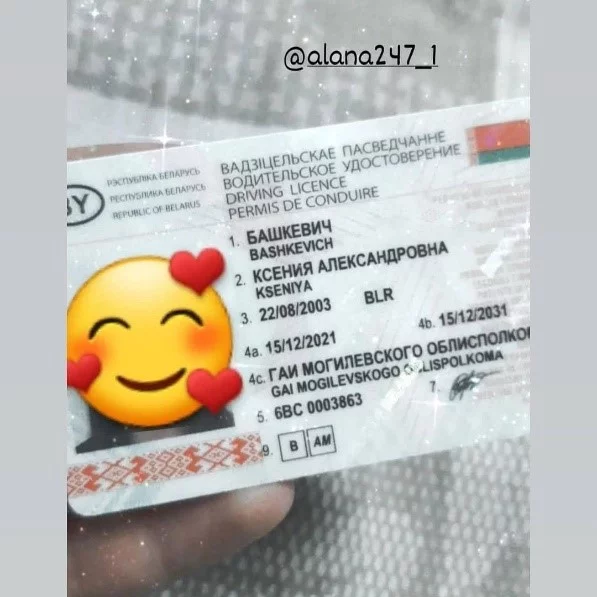 @alana247_1
РЭСПУБЛІКА БЕЛАРУСЬ
РЕСПУБЛИКА БЕЛАРУСЬ
REPUBLIC OF BELARUS
BY
ВАДЗІЦЕЛЬСКАЕ ПАСВЕДЧАННЕ
ВОДИТЕЛЬСКОЕ УДОСТОВЕРЕНИЕ
DRIVING LICENCE
PERMIS DE CONDUIRE
1. БАШКЕВИЧ
BASHKEVICH
2. КСЕНИЯ АЛЕКСАНДРОВНА
KSENIYA
3. 22/08/2003 BLR
4a. 15/12/2021 4b. 15/12/2031
4c. ГАИ МОГИЛЕВСКОГО
GAI MOGILEVSKOGO
5. 6BC 0003863 7.
9. B AM